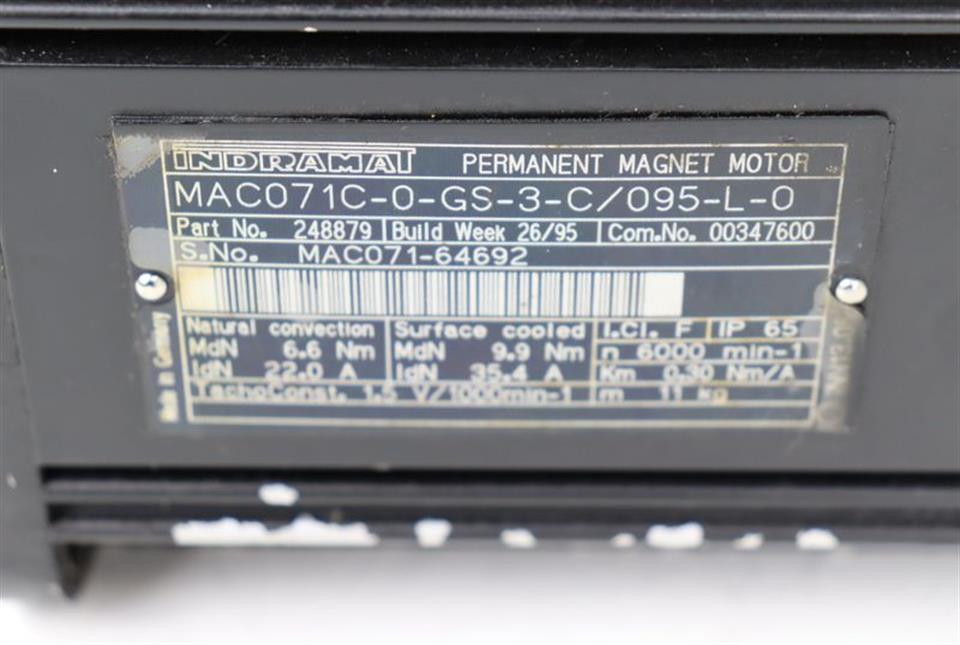 INDRAMAT PERMANENT MAGNET MOTOR
MAC071C-0-GS-3-C/095-L-0
Part No. 248879 Build Week 26/95 Com.No. 00347600
S.No. MAC071-64692
Natural convection Surface cooled I.Cl. F IP 65
MdN 6.6 Nm MdN 9.9 Nm n 6000 min-1
IdN 22.0 A IdN 35.4 A Km 0.30 Nm/A
TachoConst. 1.5 V/1000min-1 m 11 kg
Made in Germany